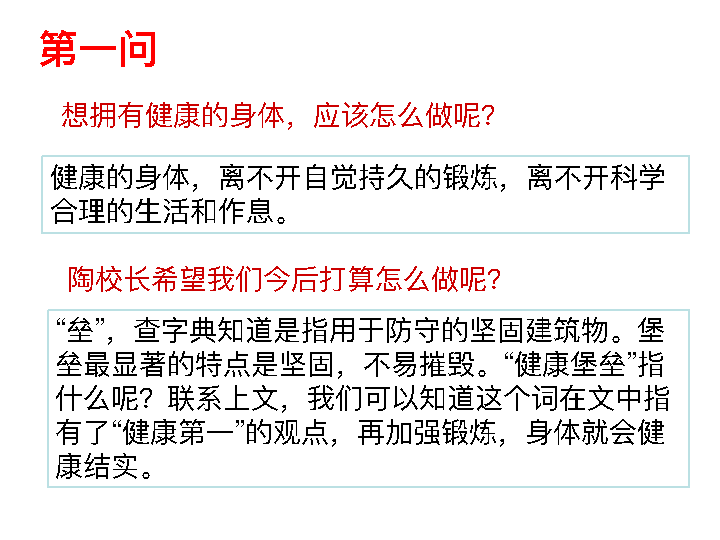 第一问
想拥有健康的身体，应该怎么做呢？
健康的身体，离不开自觉持久的锻炼，离不开科学
合理的生活和作息。
陶校长希望我们今后打算怎么做呢？
“垒”，查字典知道是指用于防守的坚固建筑物。堡
垒最显著的特点是坚固，不易摧毁。“健康堡垒”指
什么呢？联系上文，我们可以知道这个词在文中指
有了“健康第一”的观点，再加强锻炼，身体就会健
康结实。